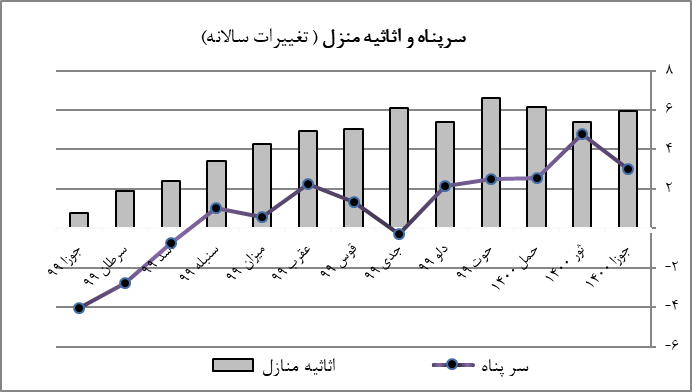 سرپناه و اثاثیه منزل ( تغییرات سالانه)
۸
۶
۴
۲
-۲
-۴
-۶
جوزا ۹۹
سرطان ۹۹
اسد ۹۹
سنبله ۹۹
میزان ۹۹
عقرب ۹۹
قوس ۹۹
جدی ۹۹
دلو ۹۹
حوت ۹۹
حمل ۱۴۰۰
ثور ۱۴۰۰
جوزا ۱۴۰۰
سر پناه
اثاثیه منازل